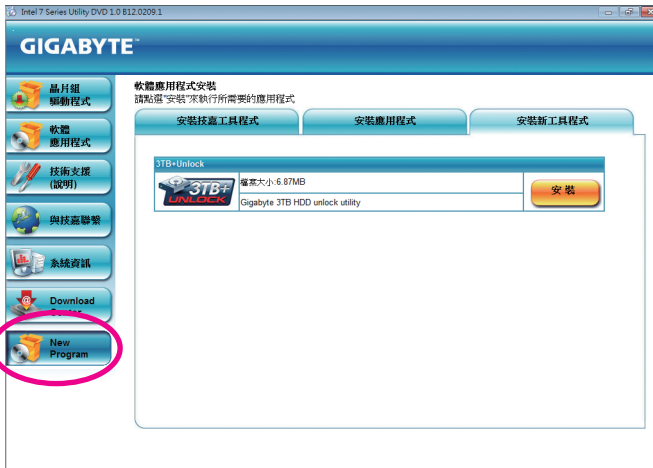 Intel 7 Series Utility DVD 1.0 B12.0209.1
GIGABYTE™
晶片組
驅動程式
軟體
應用程式
技術支援
(說明)
與技嘉聯繫
系統資訊
Download
Center
New
Program
軟體應用程式安裝
請點選"安裝"來執行所需要的應用程式
安裝技嘉工具程式
安裝應用程式
安裝新工具程式
3TB+Unlock
3TB+
UNLOCK
檔案大小:6.87MB
Gigabyte 3TB HDD unlock utility
安裝